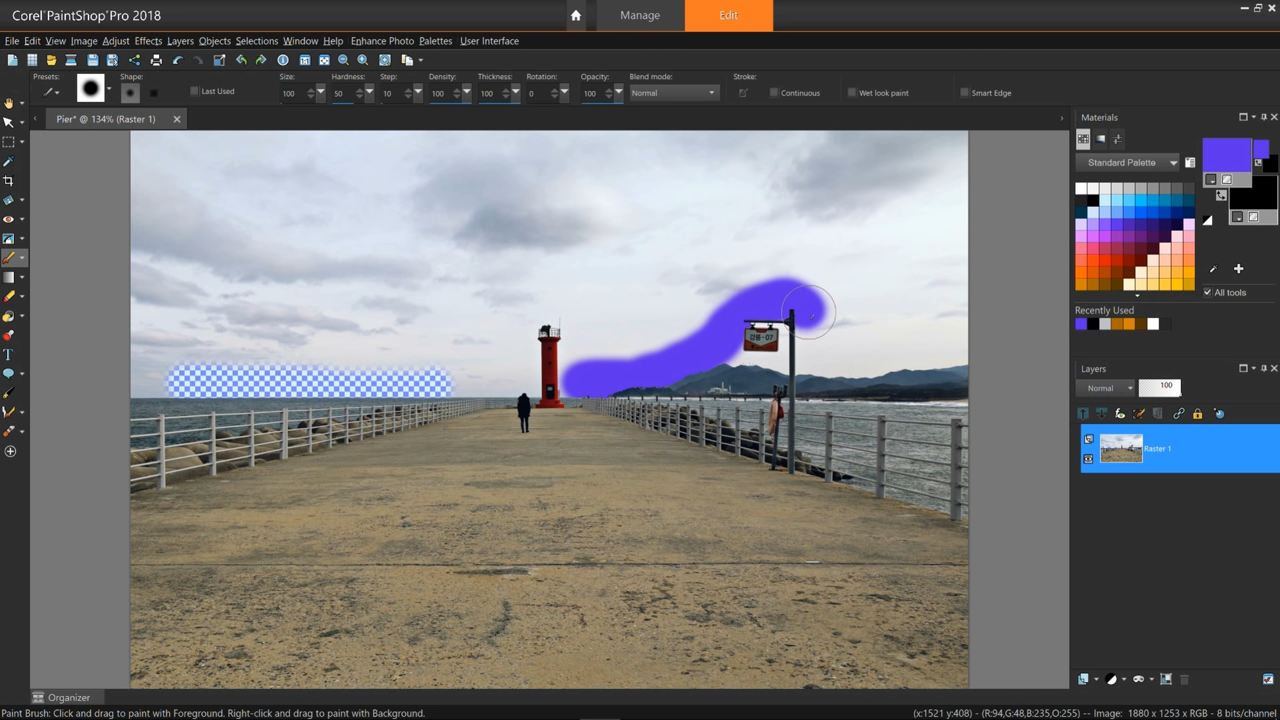 Corel® PaintShop® Pro 2018
Manage
Edit
File Edit View Image Adjust Effects Layers Objects Selections Window Help Enhance Photo Palettes User Interface
Presets:
Shape:
Last Used
Size:
100
Hardness:
50
Step:
10
Density:
100
Thickness:
100
Rotation:
0
Opacity:
100
Blend mode:
Normal
Stroke:
Continuous
Wet look paint
Smart Edge
Pier* @ 134% (Raster 1)
Materials
Standard Palette
All tools
Recently Used
Layers
Normal
100
Raster 1
Organizer
Paint Brush: Click and drag to paint with Foreground. Right-click and drag to paint with Background.
(x:1521 y:408) -- (R:94,G:48,B:235,O:255) -- Image: 1880 x 1253 x RGB - 8 bits/channel